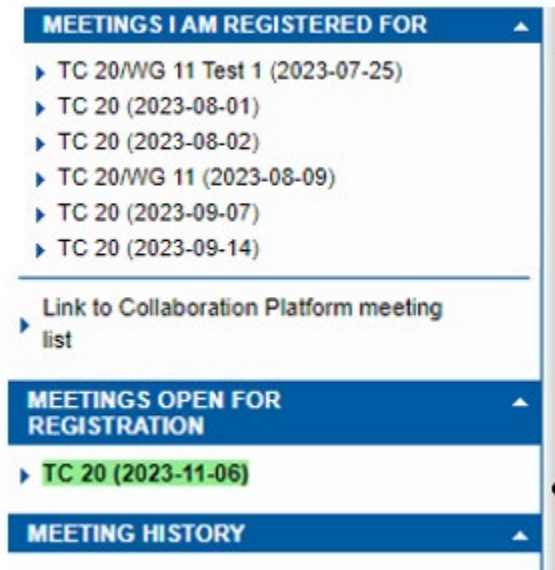 MEETINGS I AM REGISTERED FOR
TC 20/WG 11 Test 1 (2023-07-25)
TC 20 (2023-08-01)
TC 20 (2023-08-02)
TC 20/WG 11 (2023-08-09)
TC 20 (2023-09-07)
TC 20 (2023-09-14)
Link to Collaboration Platform meeting
list
MEETINGS OPEN FOR
REGISTRATION
TC 20 (2023-11-06)
MEETING HISTORY